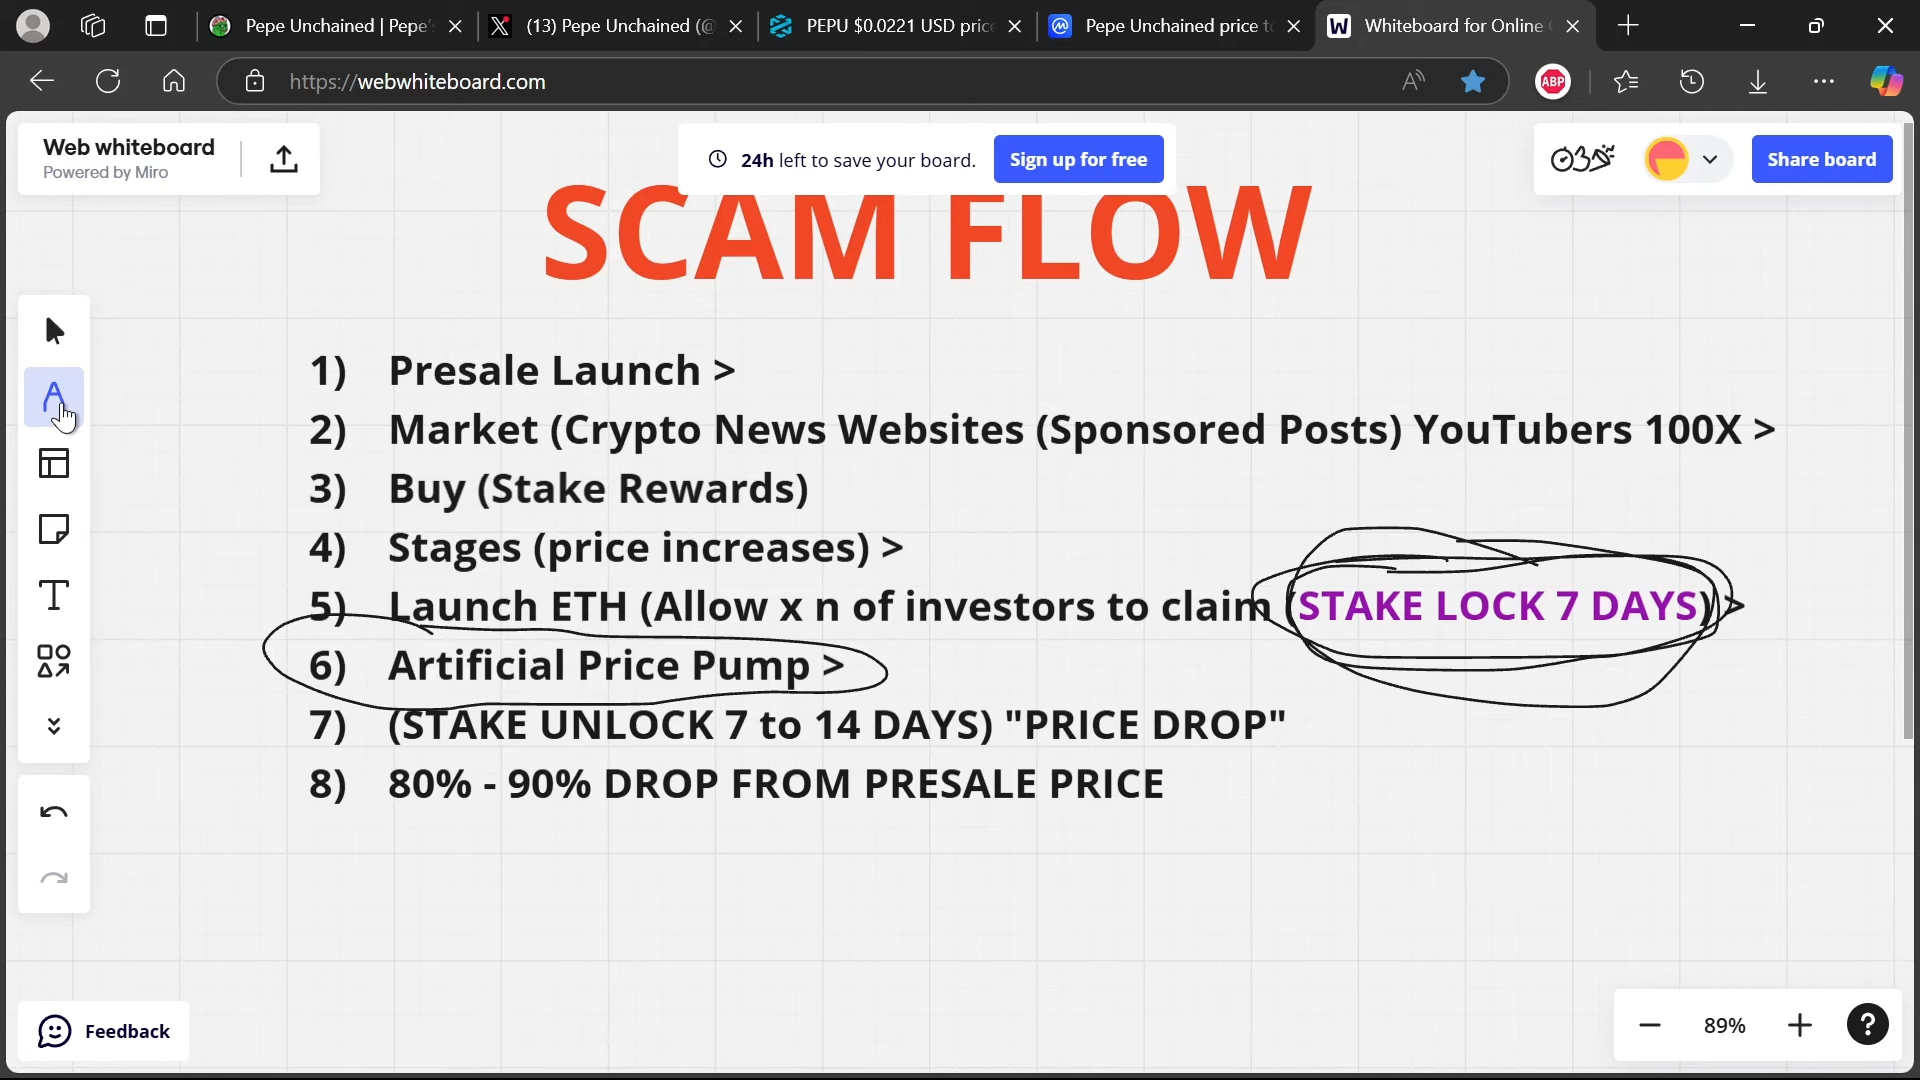 Pepe Unchained | Pepe'
(13) Pepe Unchained (@
PEPU $0.0221 USD pric
Pepe Unchained price t
Whiteboard for Online
https://webwhiteboard.com
ABP
Web whiteboard
Powered by Miro
24h left to save your board.
Sign up for free
Share board
SCAM FLOW
1) Presale Launch >
2) Market (Crypto News Websites (Sponsored Posts) YouTubers 100X >
3) Buy (Stake Rewards)
4) Stages (price increases) >
5) Launch ETH (Allow x n of investors to claim (STAKE LOCK 7 DAYS) >
6) Artificial Price Pump >
7) (STAKE UNLOCK 7 to 14 DAYS) "PRICE DROP"
8) 80% - 90% DROP FROM PRESALE PRICE
Feedback
89%